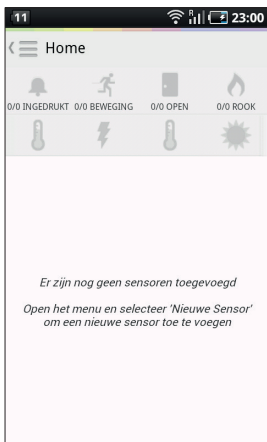 11 R 23:00
Home
0/0 INGEDRUKT 0/0 BEWEGING 0/0 OPEN 0/0 ROOK
Er zijn nog geen sensoren toegevoegd
Open het menu en selecteer 'Nieuwe Sensor'
om een nieuwe sensor toe te voegen